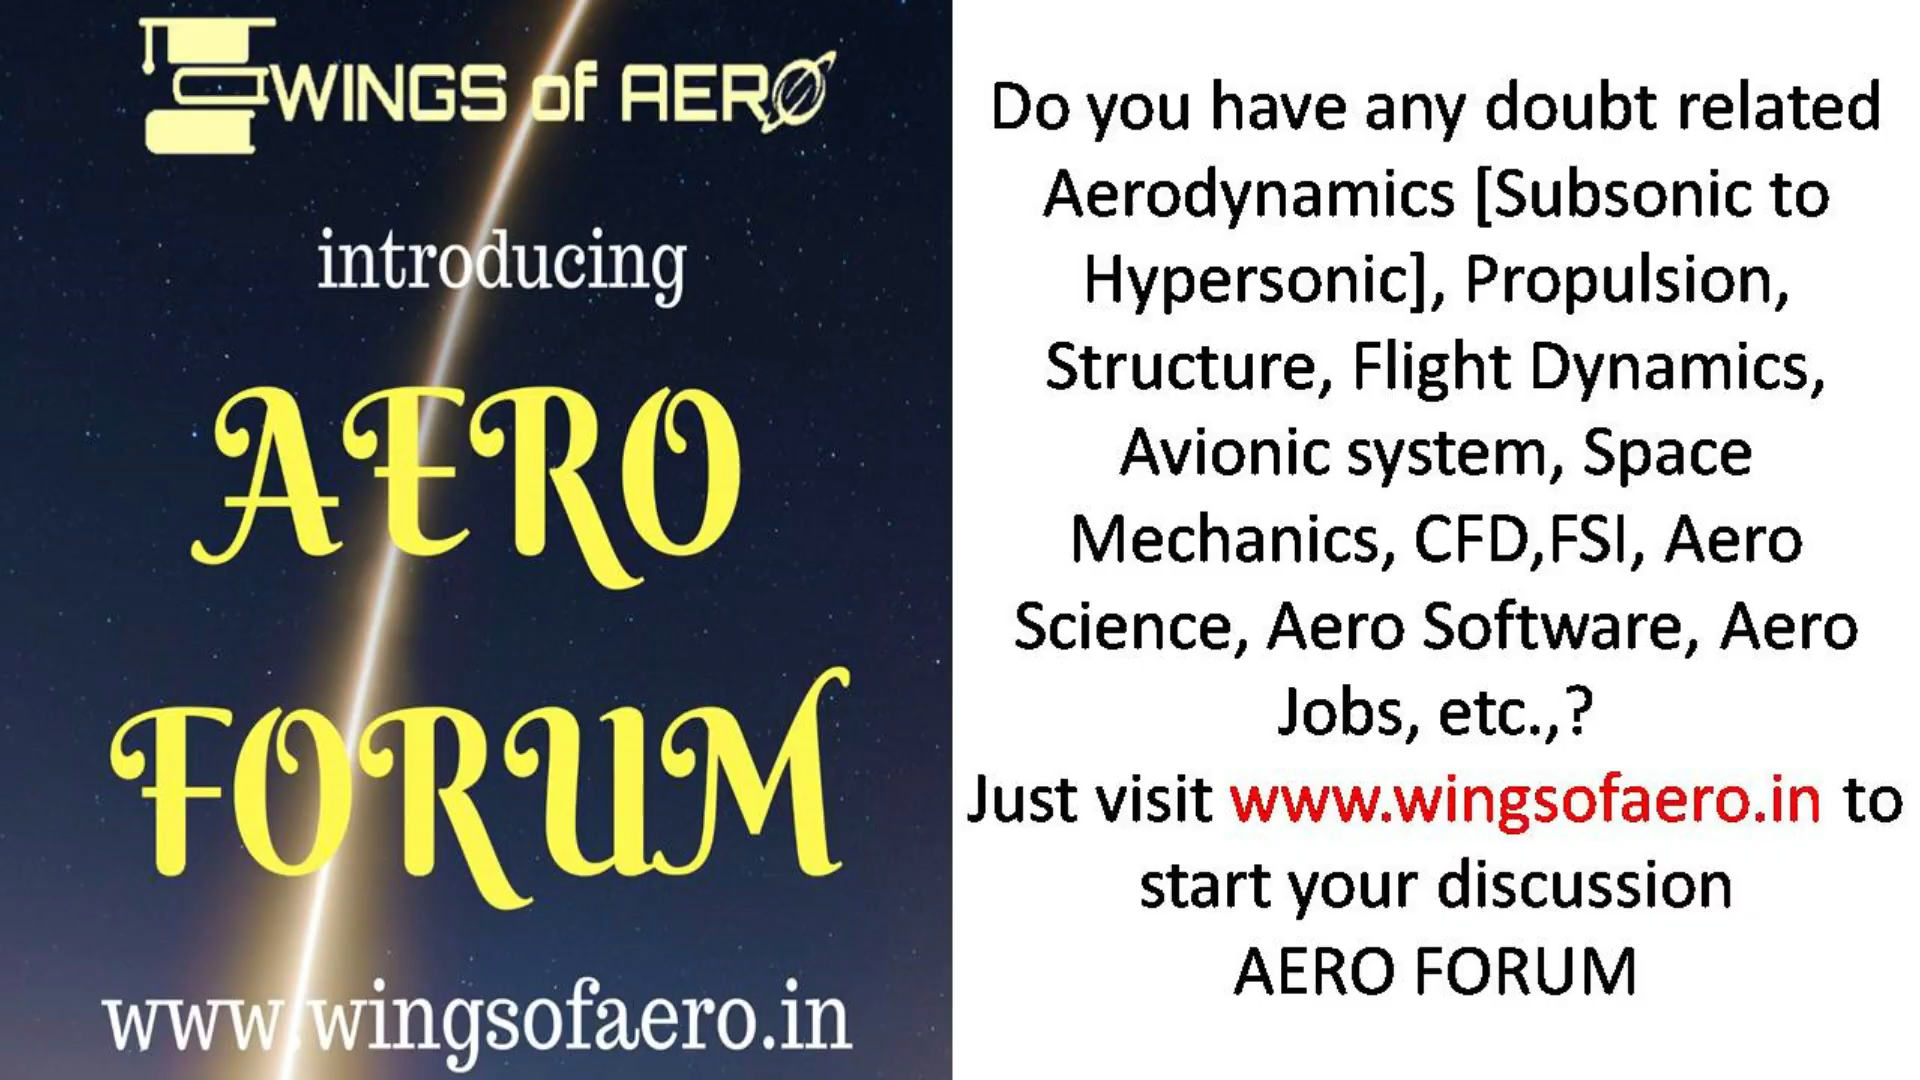 WINGS of AERO
introducing
AERO
FORUM
www.wingsofaero.in
Do you have any doubt related
Aerodynamics [Subsonic to
Hypersonic], Propulsion,
Structure, Flight Dynamics,
Avionic system, Space
Mechanics, CFD,FSI, Aero
Science, Aero Software, Aero
Jobs, etc.,?
Just visit www.wingsofaero.in to
start your discussion
AERO FORUM